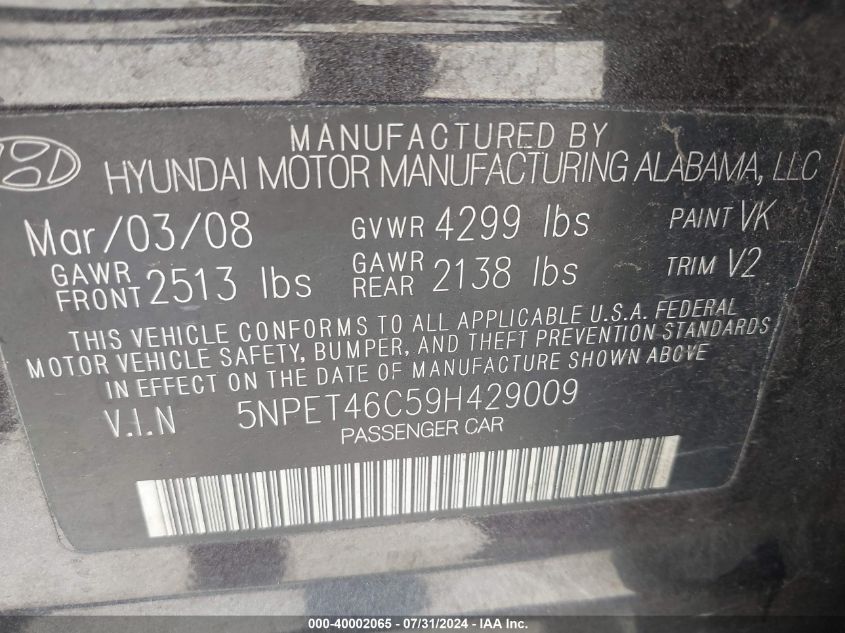 MANUFACTURED BY
HYUNDAI MOTOR MANUFACTURING ALABAMA, LLC
Mar/03/08 GVWR 4299 lbs PAINT VK
GAWR FRONT 2513 lbs GAWR REAR 2138 lbs TRIM V2
THIS VEHICLE CONFORMS TO ALL APPLICABLE U.S.A. FEDERAL
MOTOR VEHICLE SAFETY, BUMPER, AND THEFT PREVENTION STANDARDS
IN EFFECT ON THE DATE OF MANUFACTURE SHOWN ABOVE
V.I.N 5NPET46C59H429009
PASSENGER CAR
000-40002065 - 07/31/2024 - IAA Inc.